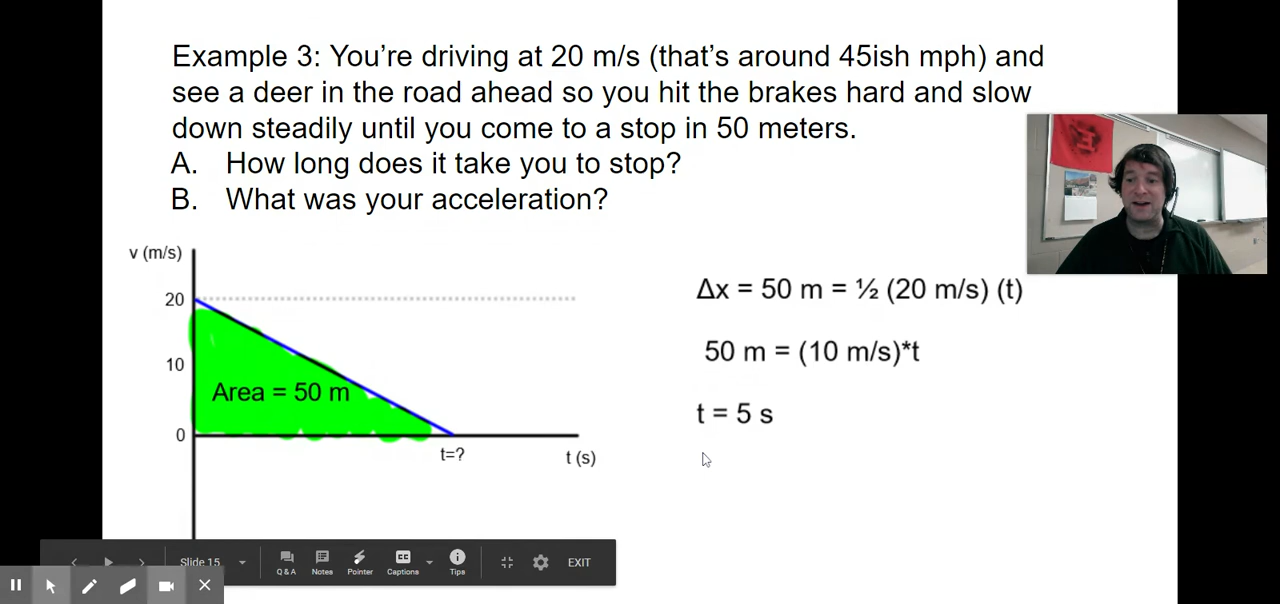 Example 3: You're driving at 20 m/s (that's around 45ish mph) and
see a deer in the road ahead so you hit the brakes hard and slow
down steadily until you come to a stop in 50 meters.
A. How long does it take you to stop?
B. What was your acceleration?
v (m/s)
20
10
0
Area = 50 m
t=?
t (s)
Δx = 50 m = ½ (20 m/s) (t)
50 m = (10 m/s)*t
t = 5 s
Slide 15
Q & A
Notes
Pointer
Captions
Tips
EXIT
CC